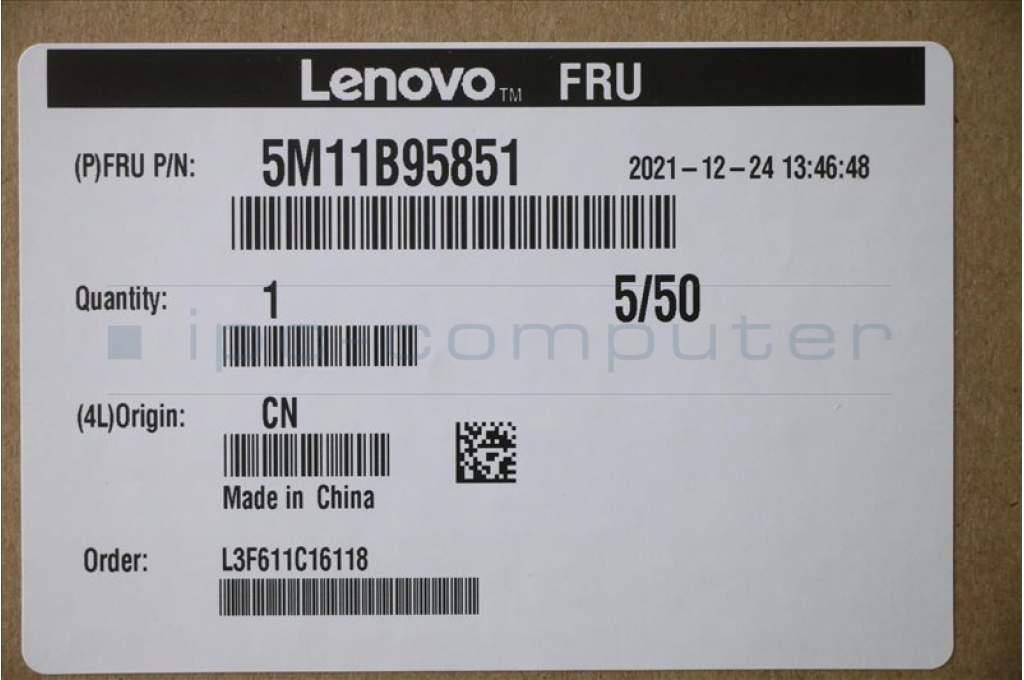 Lenovo™ FRU
(P)FRU P/N: 5M11B95851 2021-12-24 13:46:48
Quantity: 1 5/50
ipc-computer
(4L)Origin: CN
Made in China
Order: L3F611C16118